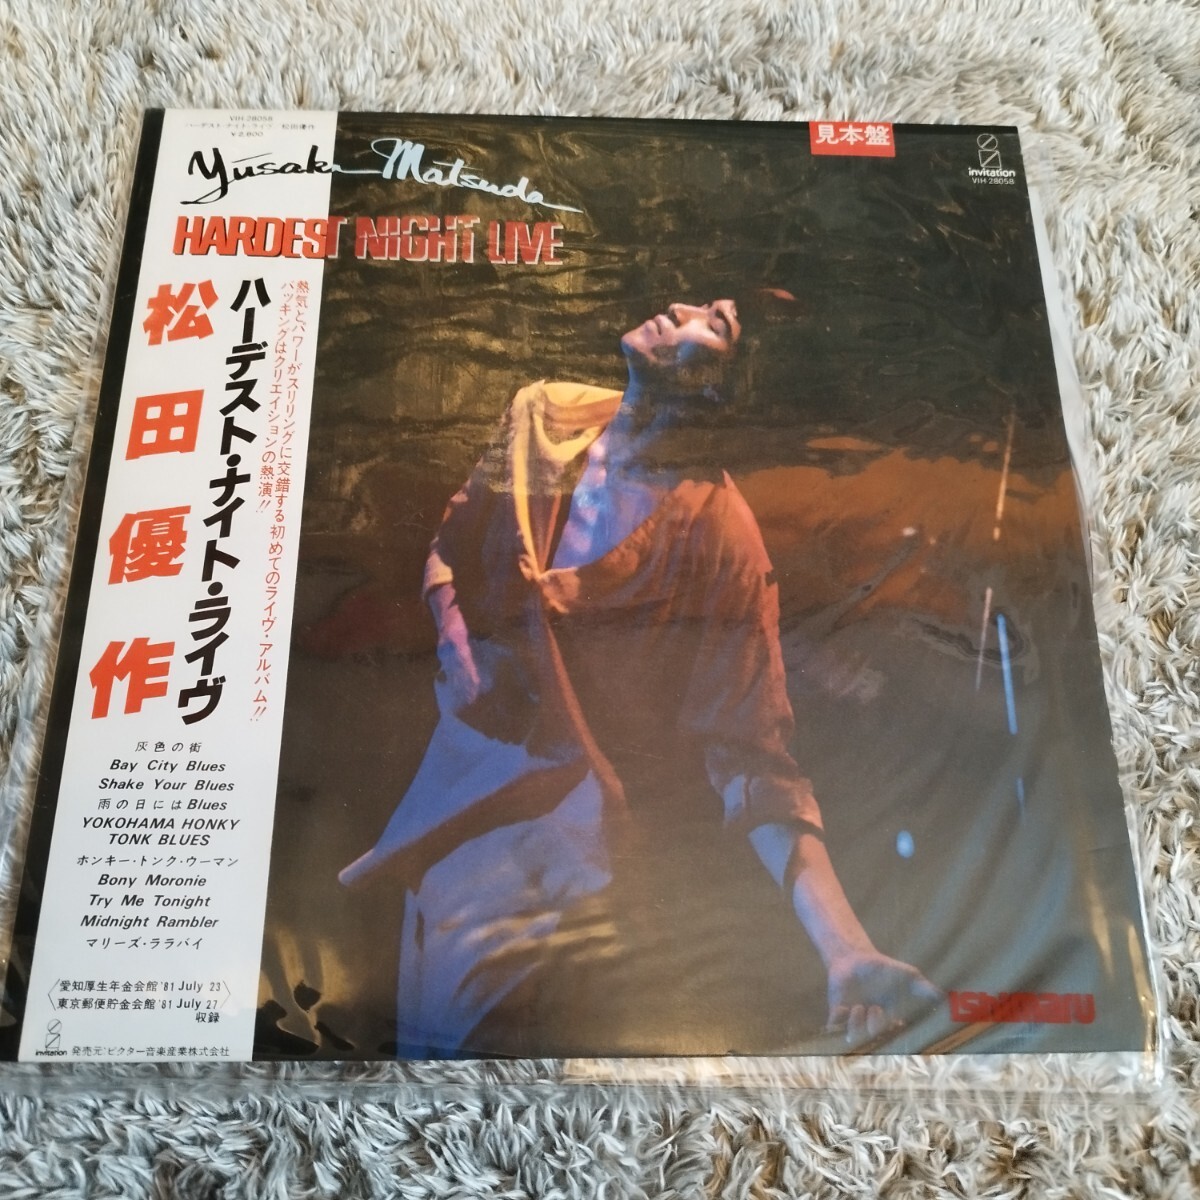 VIH-28058
ハーデスト・ナイト・ライヴ 松田優作
¥2,800
Yūsaku Matsuda
HARDEST NIGHT LIVE
見本盤
invitation
VIH-28058
熱気とパワーがスリリングに交錯する初めてのライヴ・アルバム!!
バッキングはクリエイションの熱演!!
ハーデスト・ナイト・ライヴ
松田優作
灰色の街
Bay City Blues
Shake Your Blues
雨の日にはBlues
YOKOHAMA HONKY
TONK BLUES
ホンキー・トンク・ウーマン
Bony Moronie
Try Me Tonight
Midnight Rambler
マリーズ・ララバイ
愛知厚生年金会館'81 July 23
東京郵便貯金会館'81 July 27
収録
invitation
発売元:ビクター音楽産業株式会社
Ishimaru